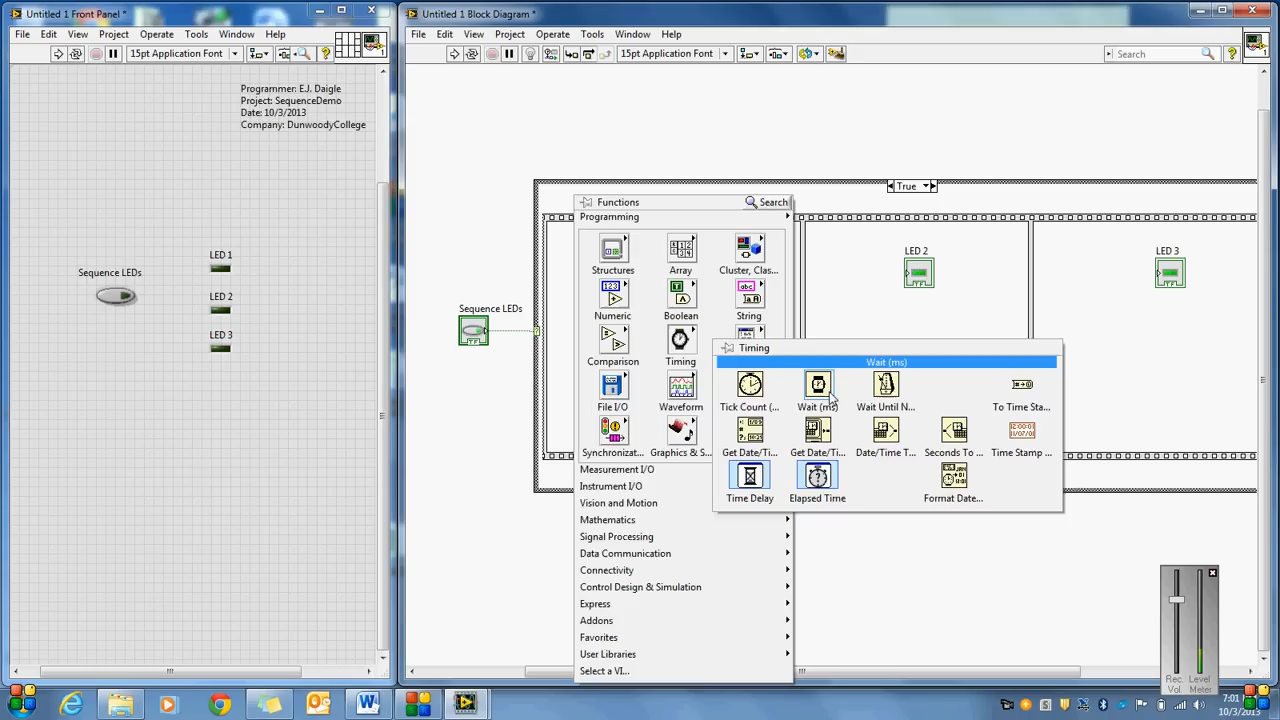 Untitled 1 Front Panel *
File Edit View Project Operate Tools Window Help
15pt Application Font
Programmer: E.J. Daigle
Project: SequenceDemo
Date: 10/3/2013
Company: DunwoodyCollege
Sequence LEDs
LED 1
LED 2
LED 3
Untitled 1 Block Diagram *
File Edit View Project Operate Tools Window Help
15pt Application Font
Search
True
Sequence LEDs
TF
LED 2
TF
LED 3
TF
Functions
Search
Programming
Structures Array Cluster, Clas...
Numeric Boolean String
Comparison Timing
File I/O Waveform
Synchronizat... Graphics & S...
Measurement I/O
Instrument I/O
Vision and Motion
Mathematics
Signal Processing
Data Communication
Connectivity
Control Design & Simulation
Express
Addons
Favorites
User Libraries
Select a VI...
Timing
Wait (ms)
Tick Count (... Wait (ms) Wait Until N... To Time Sta...
Get Date/Ti... Get Date/Ti... Date/Time T... Seconds To ... Time Stamp ...
Time Delay Elapsed Time Format Date...
Rec. Vol
Level Meter
7:01
10/3/2013